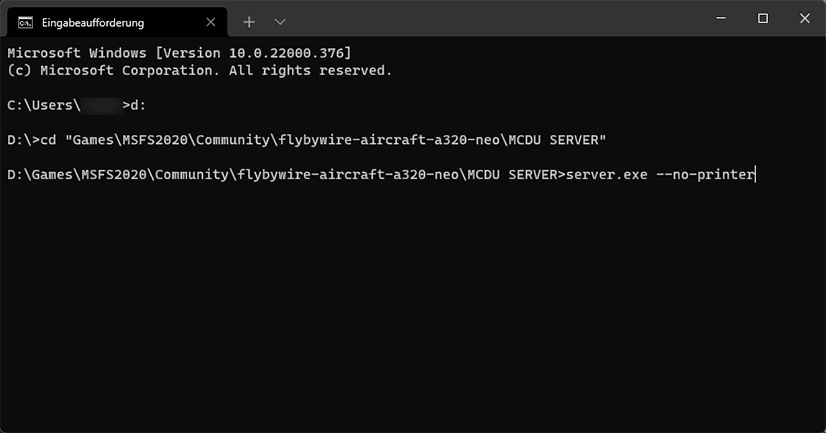 Eingabeaufforderung
Microsoft Windows [Version 10.0.22000.376]
(c) Microsoft Corporation. All rights reserved.
C:\Users\ >d:
D:\>cd "Games\MSFS2020\Community\flybywire-aircraft-a320-neo\MCDU SERVER"
D:\Games\MSFS2020\Community\flybywire-aircraft-a320-neo\MCDU SERVER>server.exe --no-printer